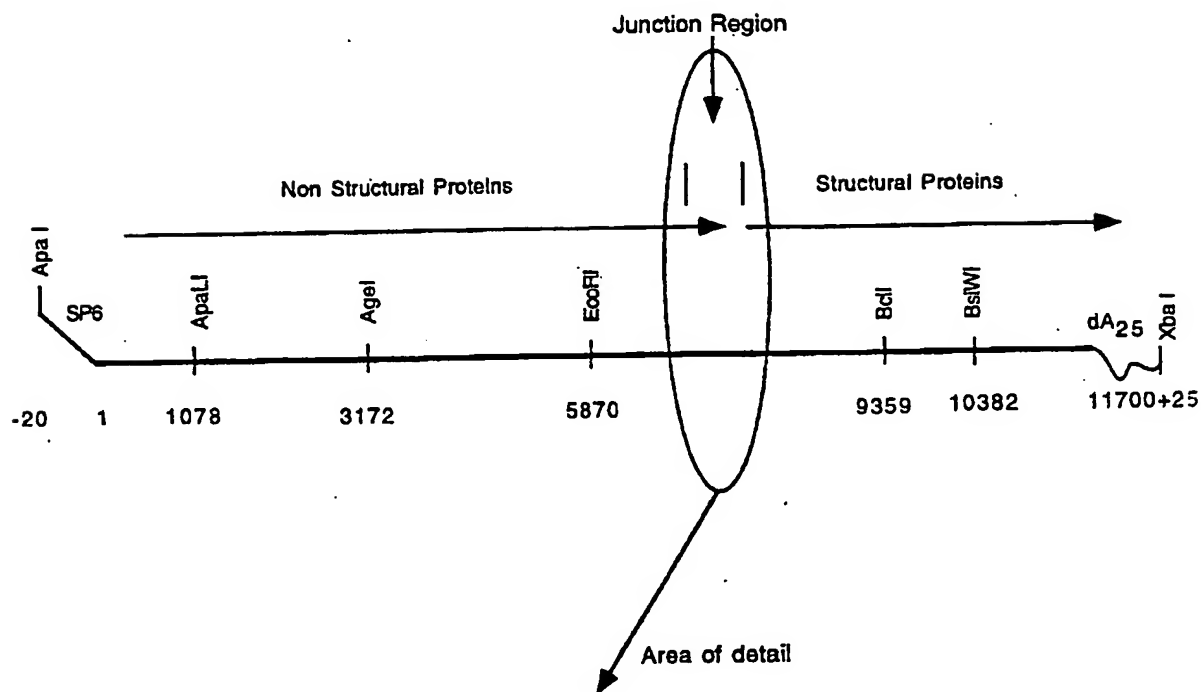 Junction Region
Non Structural Proteins
Structural Proteins
Apa I
SP6
ApaLI
AgeI
EcoRI
BclI
BsiWI
dA25
Xba I
-20
1
1078
3172
5870
9359
10382
11700+25
Area of detail